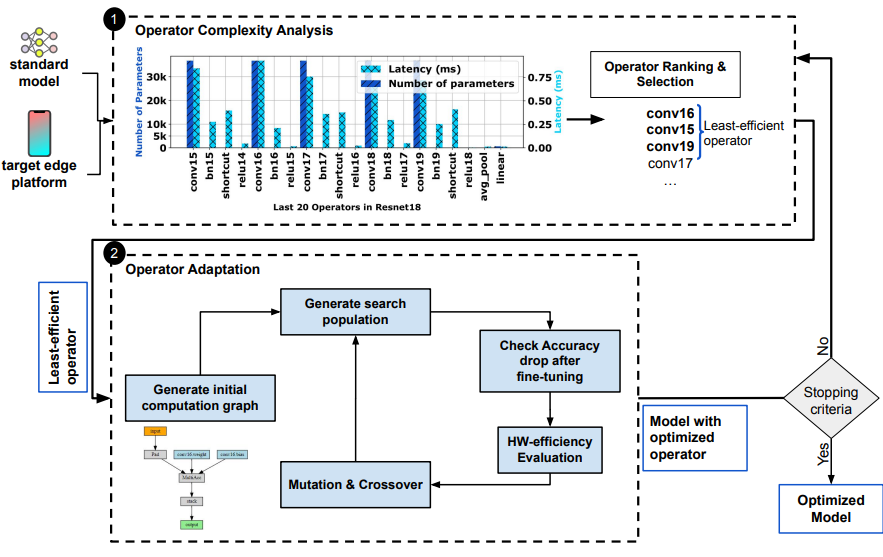 1
Operator Complexity Analysis
standard
model
target edge
platform
Number of Parameters
30k
20k
10k
5k
0
Latency (ms)
Number of parameters
0.75
0.50
0.25
0.00
Latency (ms)
conv15
bn15
shortcut
relu14
conv16
bn16
relu15
conv17
bn17
shortcut
relu16
conv18
bn18
relu17
conv19
bn19
shortcut
relu18
avg_pool
linear
Last 20 Operators in Resnet18
Operator Ranking &
Selection
conv16
conv15
conv19
conv17
...
Least-efficient
operator
2
Operator Adaptation
Least-efficient
operator
Generate search
population
Check Accuracy
drop after
fine-tuning
Generate initial
computation graph
HW-efficiency
Evaluation
Mutation & Crossover
input
Pad
conv16.weight
conv16.bias
MultiAcc
stack
output
Model with
optimized
operator
No
Stopping
criteria
Yes
Optimized
Model